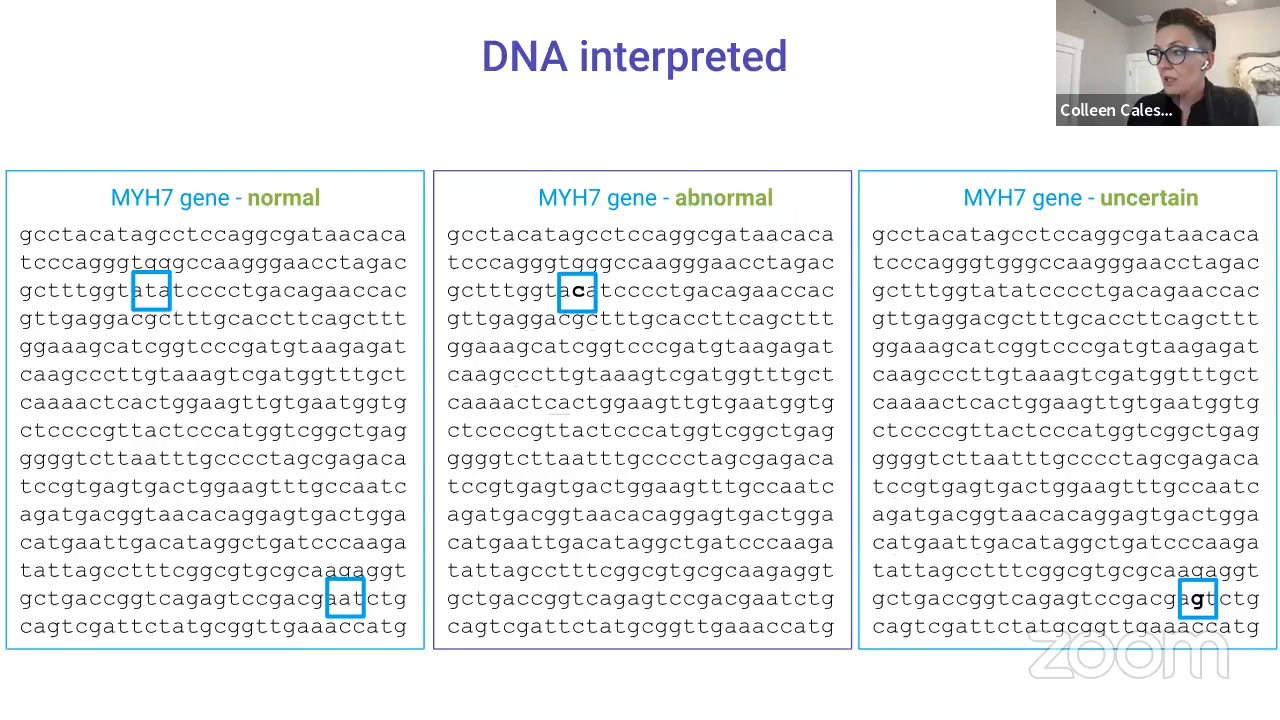 DNA interpreted
Colleen Cales...
MYH7 gene - normal
gcctacatagcctccaggcgataacaca
tcccagggtgggccaagggaacctagac
gctttggtatatcccctgacagaaccac
gttgaggacgctttgcaccttcagcttt
ggaaagcatcggtcccgatgtaagagat
caagcccttgtaaagtcgatggtttgct
caaaactcactggaagttgtgaatggtg
ctccccgttactcccatggtcggctgag
ggggtcttaatttgcccctagcgagaca
tccgtgagtgactggaagtttgccaatc
agatgacggtaacacaggagtgactgga
catgaattgacataggctgatcccaaga
tattagcctttcggcgtgcgcaagaggt
gctgaccggtcagagtccgacgaatctg
cagtcgattctatgcggttgaaaccatg
MYH7 gene - abnormal
gcctacatagcctccaggcgataacaca
tcccagggtgggccaagggaacctagac
gctttggtacatcccctgacagaaccac
gttgaggacgctttgcaccttcagcttt
ggaaagcatcggtcccgatgtaagagat
caagcccttgtaaagtcgatggtttgct
caaaactcactggaagttgtgaatggtg
ctccccgttactcccatggtcggctgag
ggggtcttaatttgcccctagcgagaca
tccgtgagtgactggaagtttgccaatc
agatgacggtaacacaggagtgactgga
catgaattgacataggctgatcccaaga
tattagcctttcggcgtgcgcaagaggt
gctgaccggtcagagtccgacgaatctg
cagtcgattctatgcggttgaaaccatg
MYH7 gene - uncertain
gcctacatagcctccaggcgataacaca
tcccagggtgggccaagggaacctagac
gctttggtatatcccctgacagaaccac
gttgaggacgctttgcaccttcagcttt
ggaaagcatcggtcccgatgtaagagat
caagcccttgtaaagtcgatggtttgct
caaaactcactggaagttgtgaatggtg
ctccccgttactcccatggtcggctgag
ggggtcttaatttgcccctagcgagaca
tccgtgagtgactggaagtttgccaatc
agatgacggtaacacaggagtgactgga
catgaattgacataggctgatcccaaga
tattagcctttcggcgtgcgcaagaggt
gctgaccggtcagagtccgacgagtctg
cagtcgattctatgcggttgaaaccatg
zoom